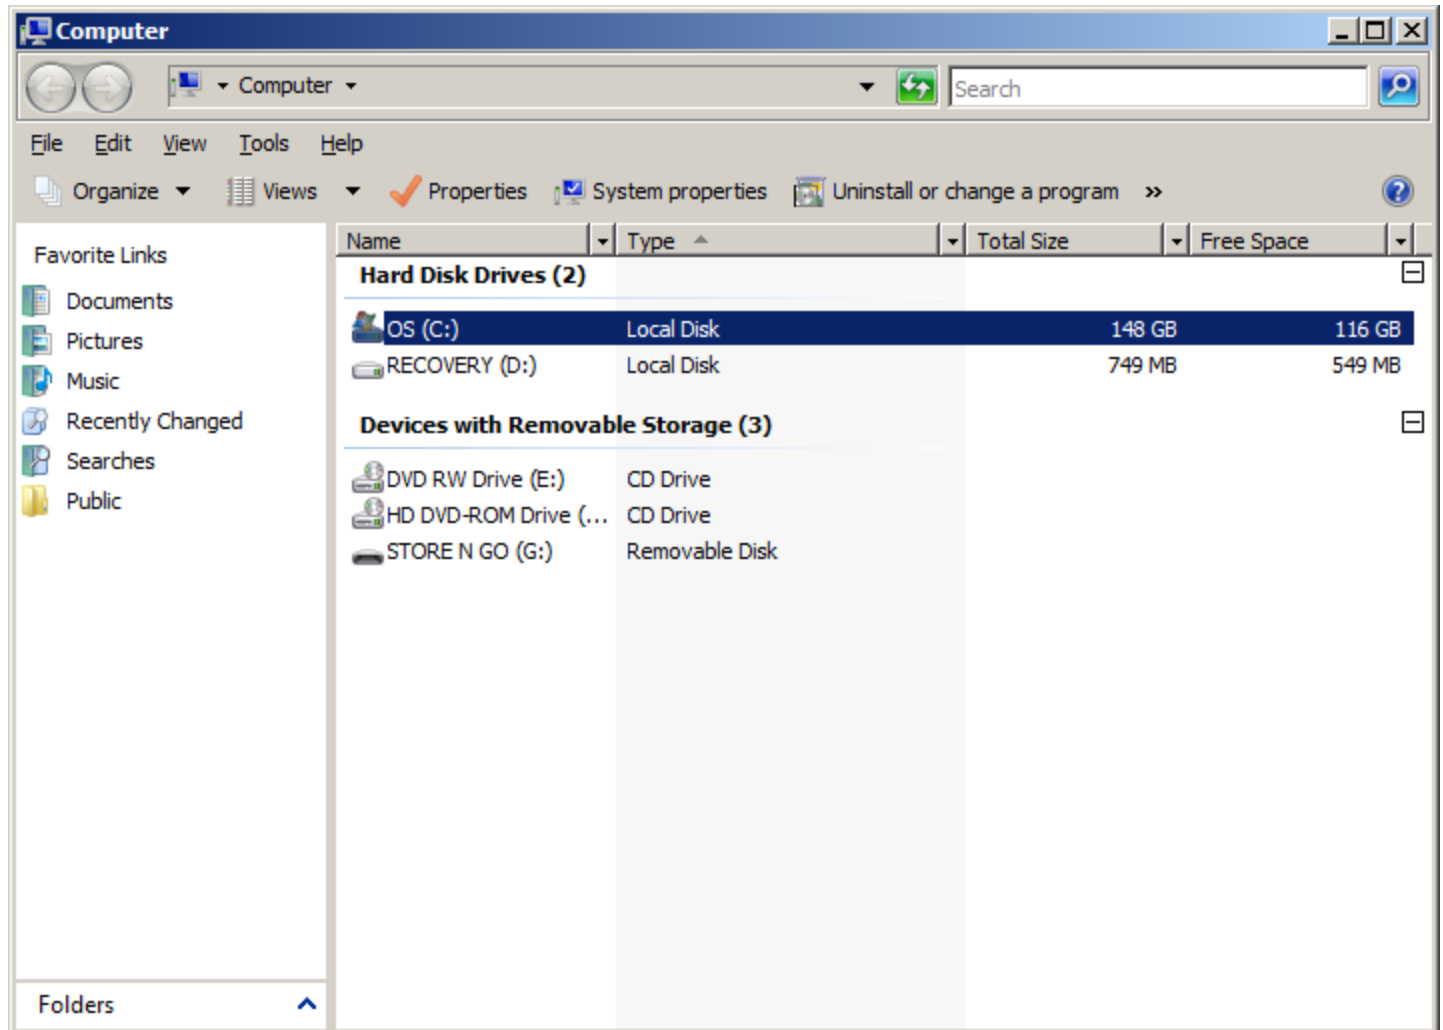 Computer
Computer
Search
File Edit View Tools Help
Organize Views Properties System properties Uninstall or change a program »
Favorite Links
Documents
Pictures
Music
Recently Changed
Searches
Public
Folders
Name Type Total Size Free Space
Hard Disk Drives (2)
OS (C:) Local Disk 148 GB 116 GB
RECOVERY (D:) Local Disk 749 MB 549 MB
Devices with Removable Storage (3)
DVD RW Drive (E:) CD Drive
HD DVD-ROM Drive (... CD Drive
STORE N GO (G:) Removable Disk